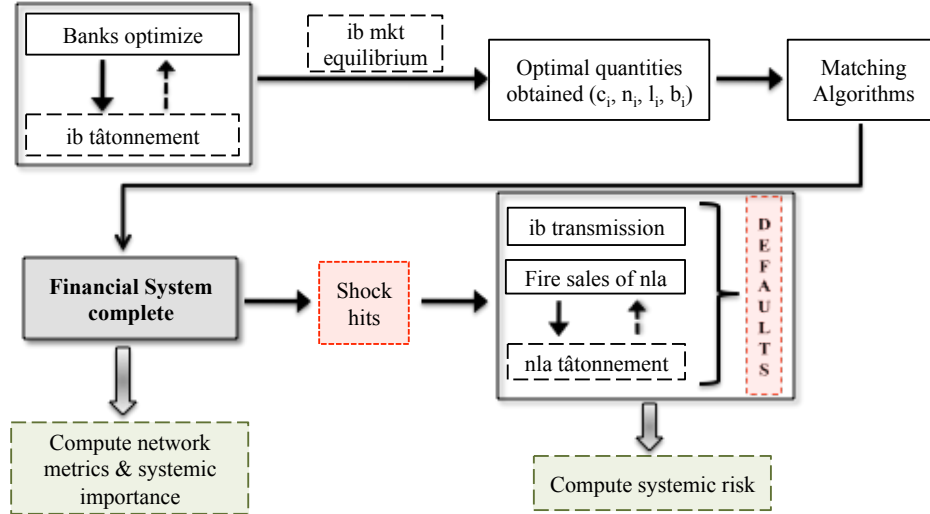 Banks optimize
ib tâtonnement
ib mkt
equilibrium
Optimal quantities
obtained (cᵢ, nᵢ, lᵢ, bᵢ)
Matching
Algorithms
Financial System
complete
Shock
hits
ib transmission
Fire sales of nla
nla tâtonnement
DEFAULTS
Compute network
metrics & systemic
importance
Compute systemic risk